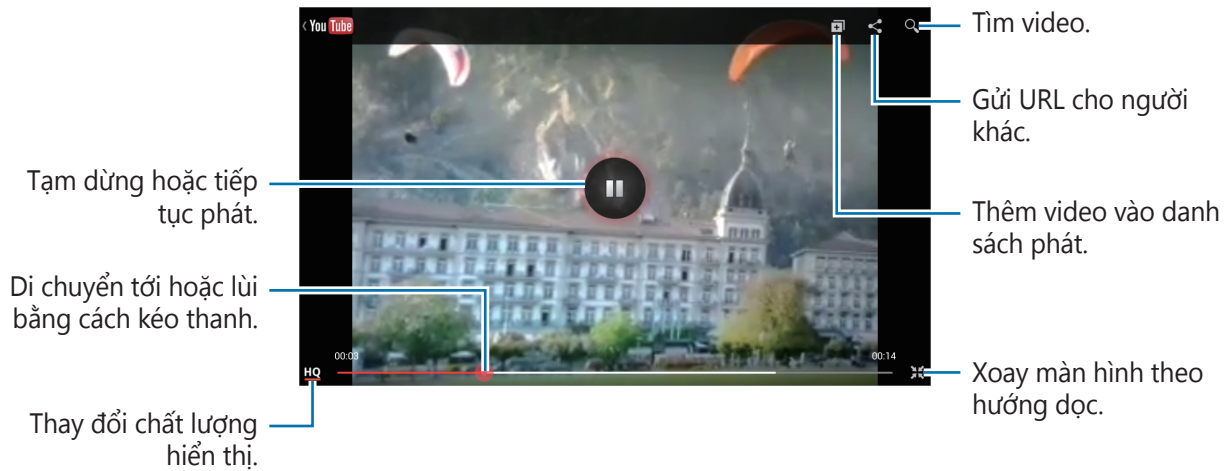 You Tube
Tìm video.
Gửi URL cho người
khác.
Tạm dừng hoặc tiếp
tục phát.
Thêm video vào danh
sách phát.
Di chuyển tới hoặc lùi
bằng cách kéo thanh.
00:03
00:14
HQ
Xoay màn hình theo
hướng dọc.
Thay đổi chất lượng
hiển thị.